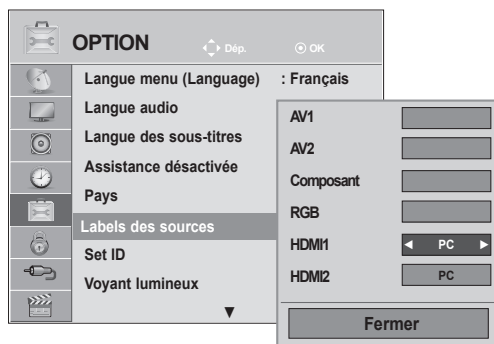 OPTION
Dép.
OK
Langue menu (Language) : Français
Langue audio
Langue des sous-titres
Assistance désactivée
Pays
Labels des sources
Set ID
Voyant lumineux
▼
AV1
AV2
Composant
RGB
HDMI1 ◄ PC ►
HDMI2 PC
Fermer